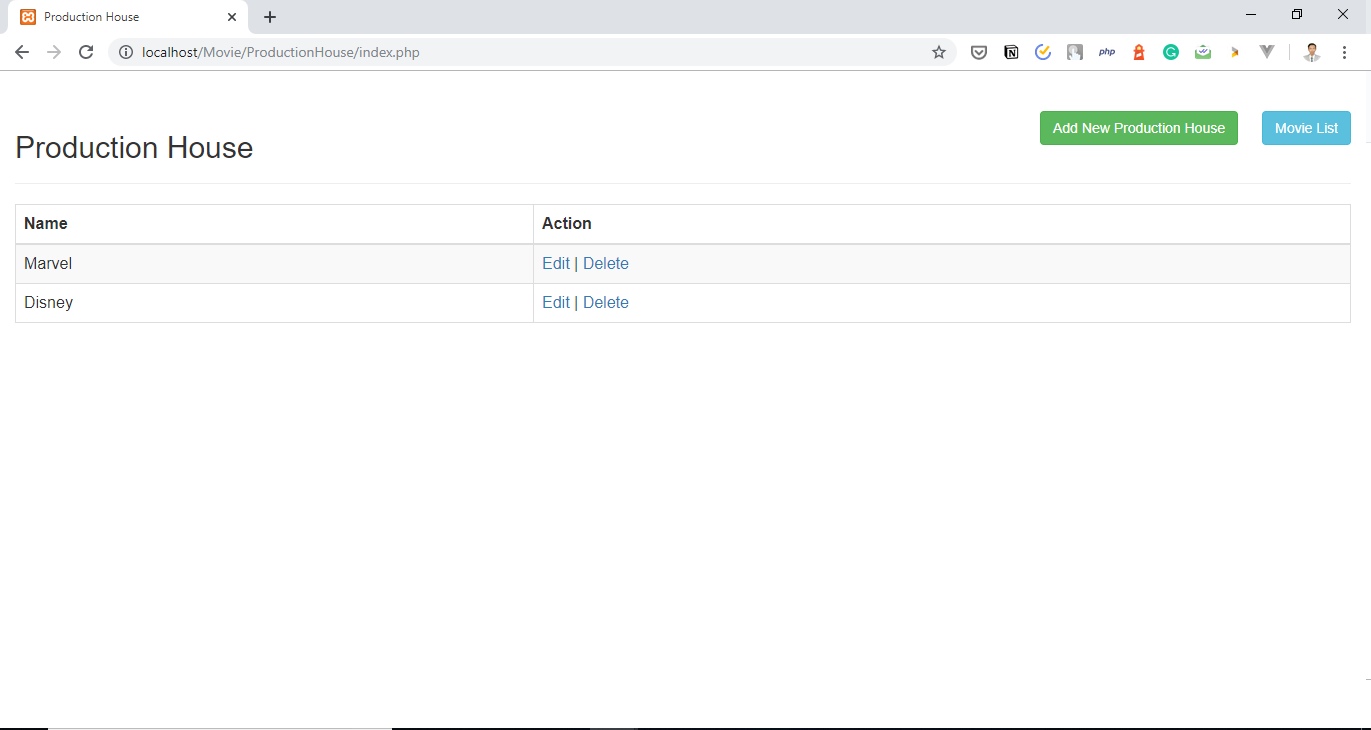 Production House
localhost/Movie/ProductionHouse/index.php
php
Add New Production House
Movie List
Production House
Name Action
Marvel Edit | Delete
Disney Edit | Delete